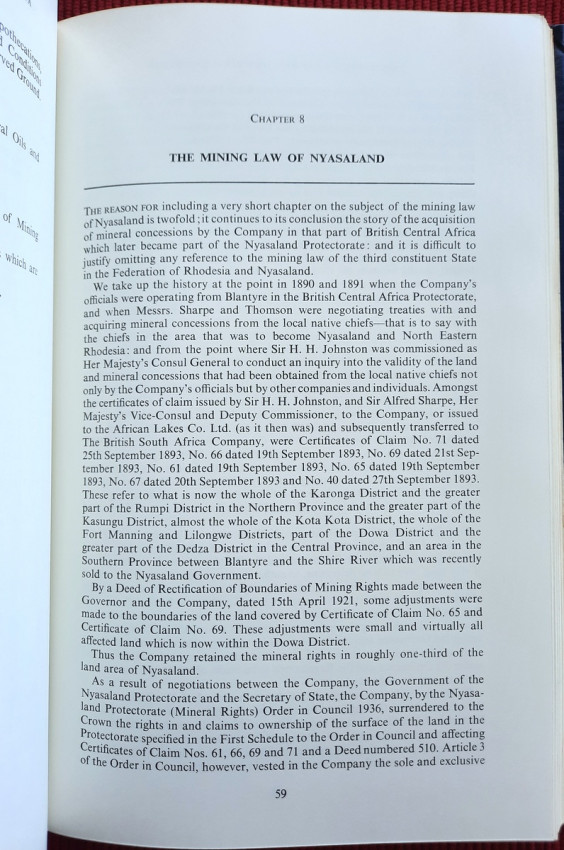 pothecations,
d Conditions
rved Ground
al Oils and
of Mining
which are
CHAPTER 8
THE MINING LAW OF NYASALAND
THE REASON FOR including a very short chapter on the subject of the mining law
of Nyasaland is twofold; it continues to its conclusion the story of the acquisition
of mineral concessions by the Company in that part of British Central Africa
which later became part of the Nyasaland Protectorate: and it is difficult to
justify omitting any reference to the mining law of the third constituent State
in the Federation of Rhodesia and Nyasaland.
We take up the history at the point in 1890 and 1891 when the Company's
officials were operating from Blantyre in the British Central Africa Protectorate,
and when Messrs. Sharpe and Thomson were negotiating treaties with and
acquiring mineral concessions from the local native chiefs—that is to say with
the chiefs in the area that was to become Nyasaland and North Eastern
Rhodesia: and from the point where Sir H. H. Johnston was commissioned as
Her Majesty's Consul General to conduct an inquiry into the validity of the land
and mineral concessions that had been obtained from the local native chiefs not
only by the Company's officials but by other companies and individuals. Amongst
the certificates of claim issued by Sir H. H. Johnston, and Sir Alfred Sharpe, Her
Majesty's Vice-Consul and Deputy Commissioner, to the Company, or issued
to the African Lakes Co. Ltd. (as it then was) and subsequently transferred to
The British South Africa Company, were Certificates of Claim No. 71 dated
25th September 1893, No. 66 dated 19th September 1893, No. 69 dated 21st Sep-
tember 1893, No. 61 dated 19th September 1893, No. 65 dated 19th September
1893, No. 67 dated 20th September 1893 and No. 40 dated 27th September 1893.
These refer to what is now the whole of the Karonga District and the greater
part of the Rumpi District in the Northern Province and the greater part of the
Kasungu District, almost the whole of the Kota Kota District, the whole of the
Fort Manning and Lilongwe Districts, part of the Dowa District and the
greater part of the Dedza District in the Central Province, and an area in the
Southern Province between Blantyre and the Shire River which was recently
sold to the Nyasaland Government.
By a Deed of Rectification of Boundaries of Mining Rights made between the
Governor and the Company, dated 15th April 1921, some adjustments were
made to the boundaries of the land covered by Certificate of Claim No. 65 and
Certificate of Claim No. 69. These adjustments were small and virtually all
affected land which is now within the Dowa District.
Thus the Company retained the mineral rights in roughly one-third of the
land area of Nyasaland.
As a result of negotiations between the Company, the Government of the
Nyasaland Protectorate and the Secretary of State, the Company, by the Nyasa-
land Protectorate (Mineral Rights) Order in Council 1936, surrendered to the
Crown the rights in and claims to ownership of the surface of the land in the
Protectorate specified in the First Schedule to the Order in Council and affecting
Certificates of Claim Nos. 61, 66, 69 and 71 and a Deed numbered 510. Article 3
of the Order in Council, however, vested in the Company the sole and exclusive
59